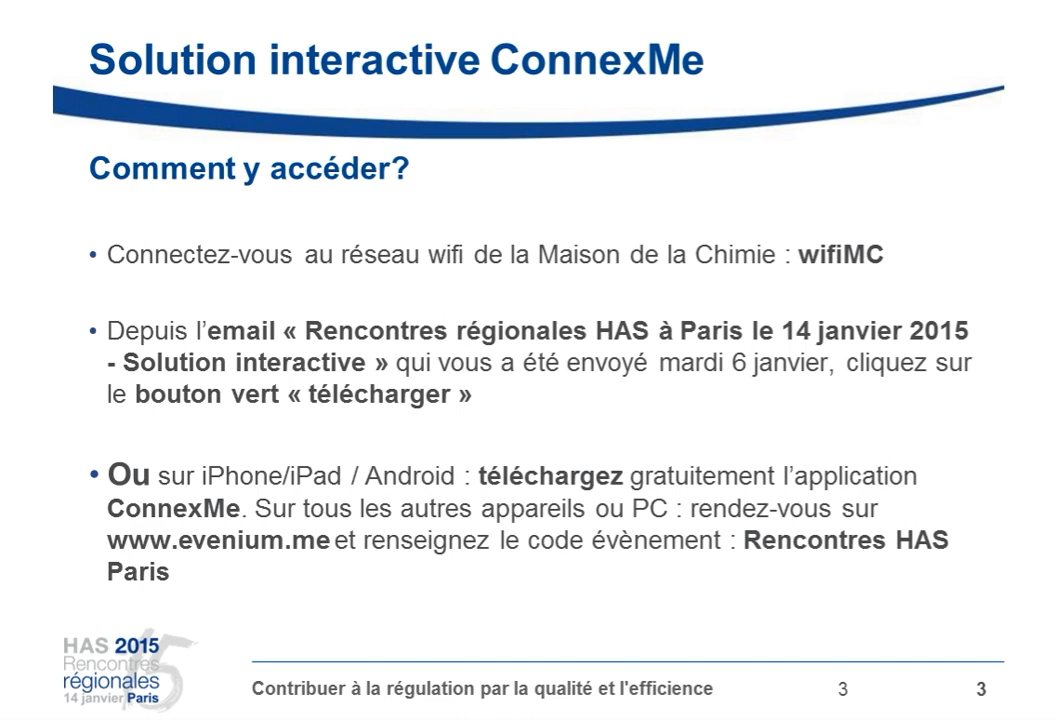 Solution interactive ConnexMe
Comment y accéder?
• Connectez-vous au réseau wifi de la Maison de la Chimie : wifiMC
• Depuis l'email « Rencontres régionales HAS à Paris le 14 janvier 2015
- Solution interactive » qui vous a été envoyé mardi 6 janvier, cliquez sur
le bouton vert « télécharger »
• Ou sur iPhone/iPad / Android : téléchargez gratuitement l'application
ConnexMe. Sur tous les autres appareils ou PC : rendez-vous sur
www.evenium.me et renseignez le code évènement : Rencontres HAS
Paris
HAS 2015
Rencontres
régionales
14 janvier Paris
15
Contribuer à la régulation par la qualité et l'efficience
3
3